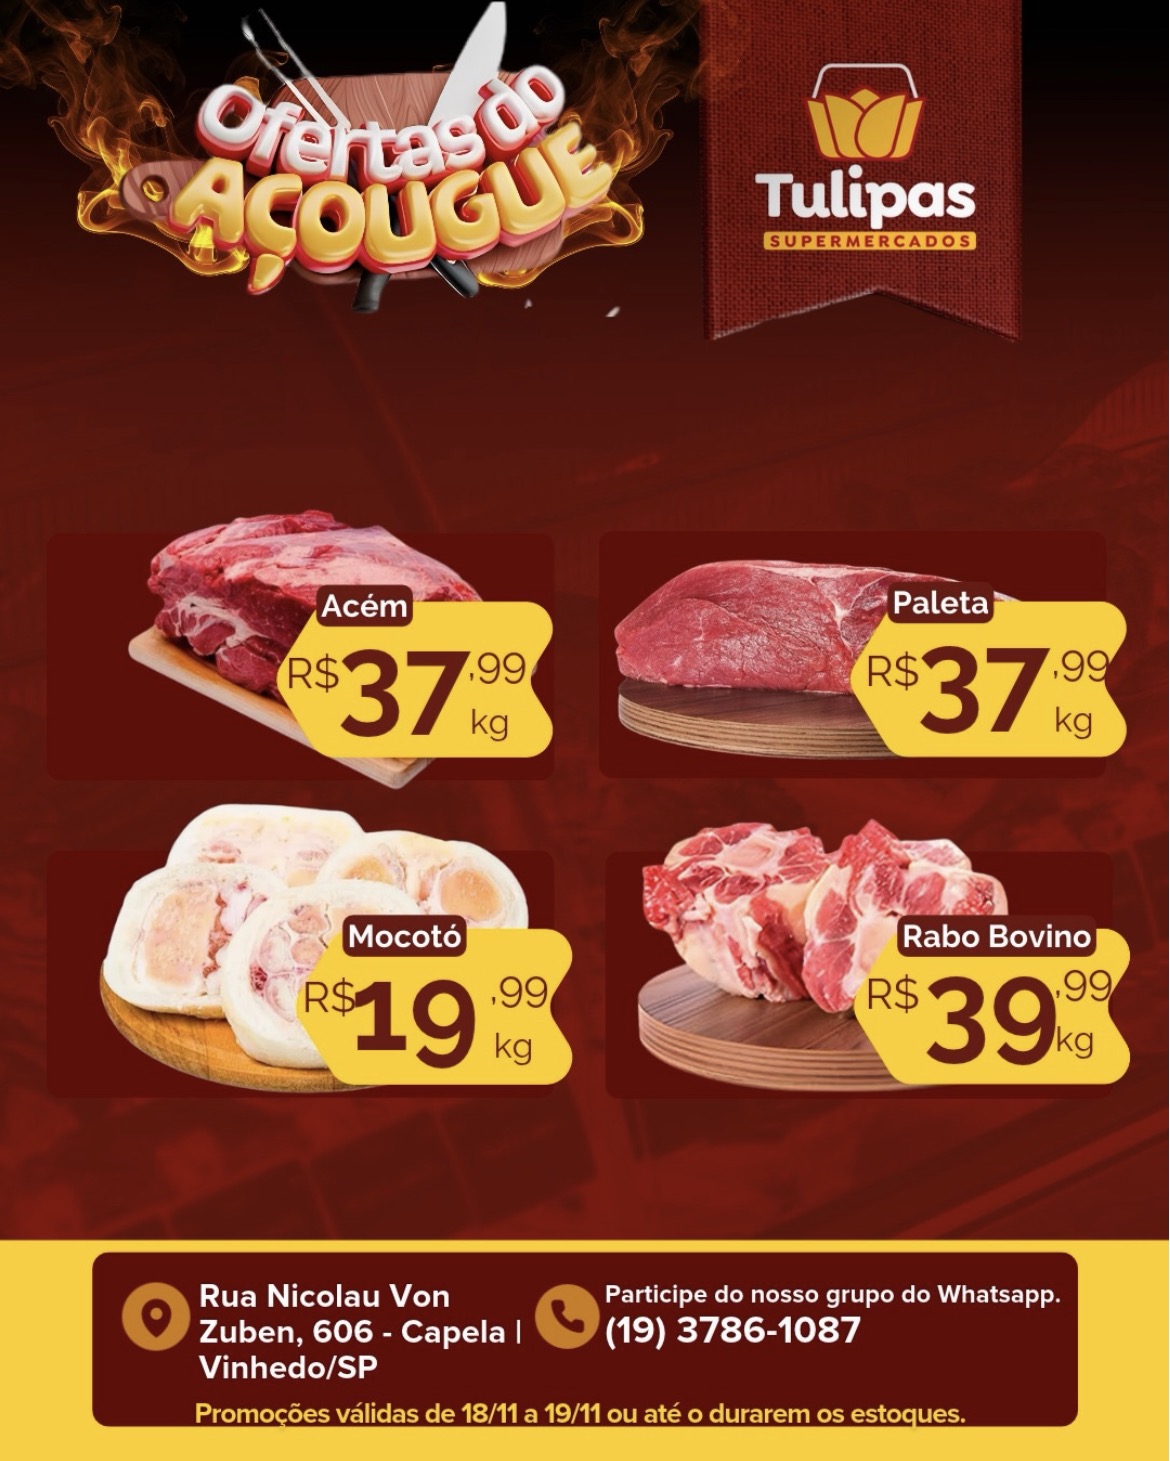 Ofertas do
AÇOUGUE
Tulipas
SUPERMERCADOS
Acém
R$37,99
kg
Paleta
R$37,99
kg
Mocotó
R$19,99
kg
Rabo Bovino
R$39,99
kg
Rua Nicolau Von
Zuben, 606 - Capela |
Vinhedo/SP
Participe do nosso grupo do Whatsapp.
(19) 3786-1087
Promoções válidas de 18/11 a 19/11 ou até o durarem os estoques.